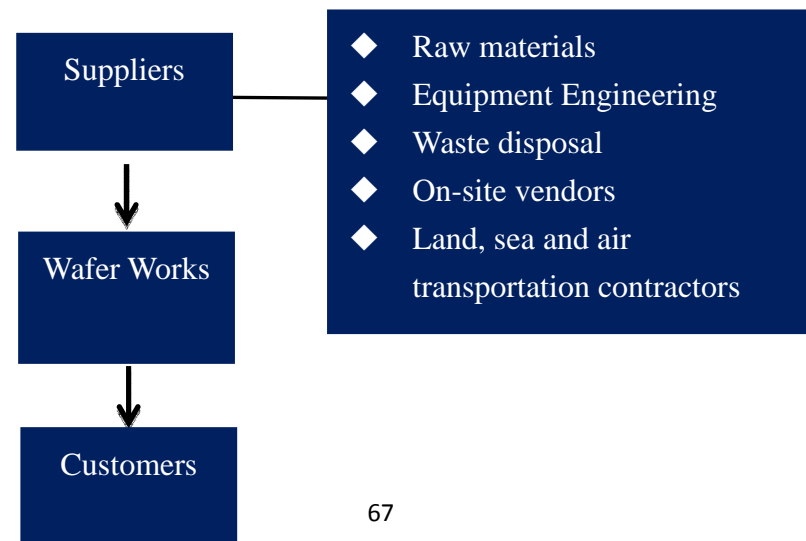 Suppliers
◆ Raw materials
◆ Equipment Engineering
◆ Waste disposal
◆ On-site vendors
◆ Land, sea and air
transportation contractors
Wafer Works
Customers
67